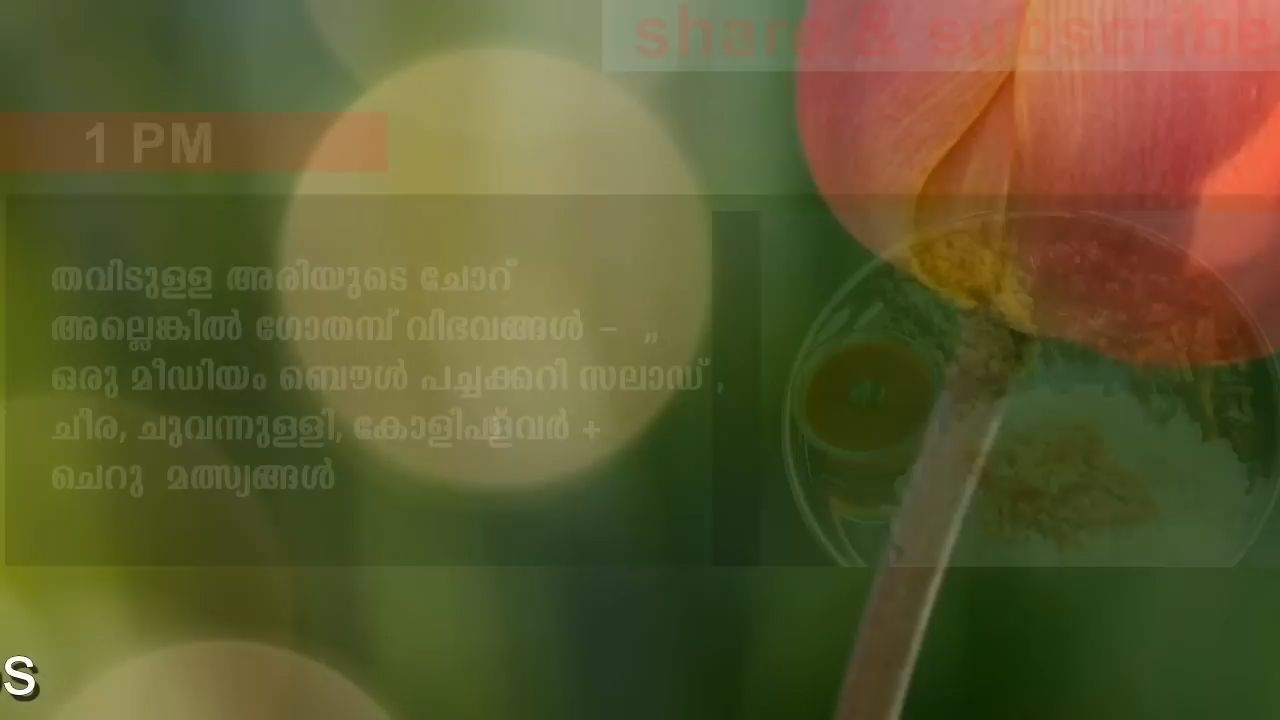 share & subscribe
1 PM
തവിടുള്ള അരിയുടെ ചോറ്
അല്ലെങ്കിൽ ഗോതമ്പ് വിഭവങ്ങൾ – „
ഒരു മീഡിയം ബൌൾ പച്ചക്കറി സലാഡ് ,
ചീര, ചുവന്നുള്ളി, കോളിഫ്ളവർ +
ചെറു മത്സ്യങ്ങൾ
s